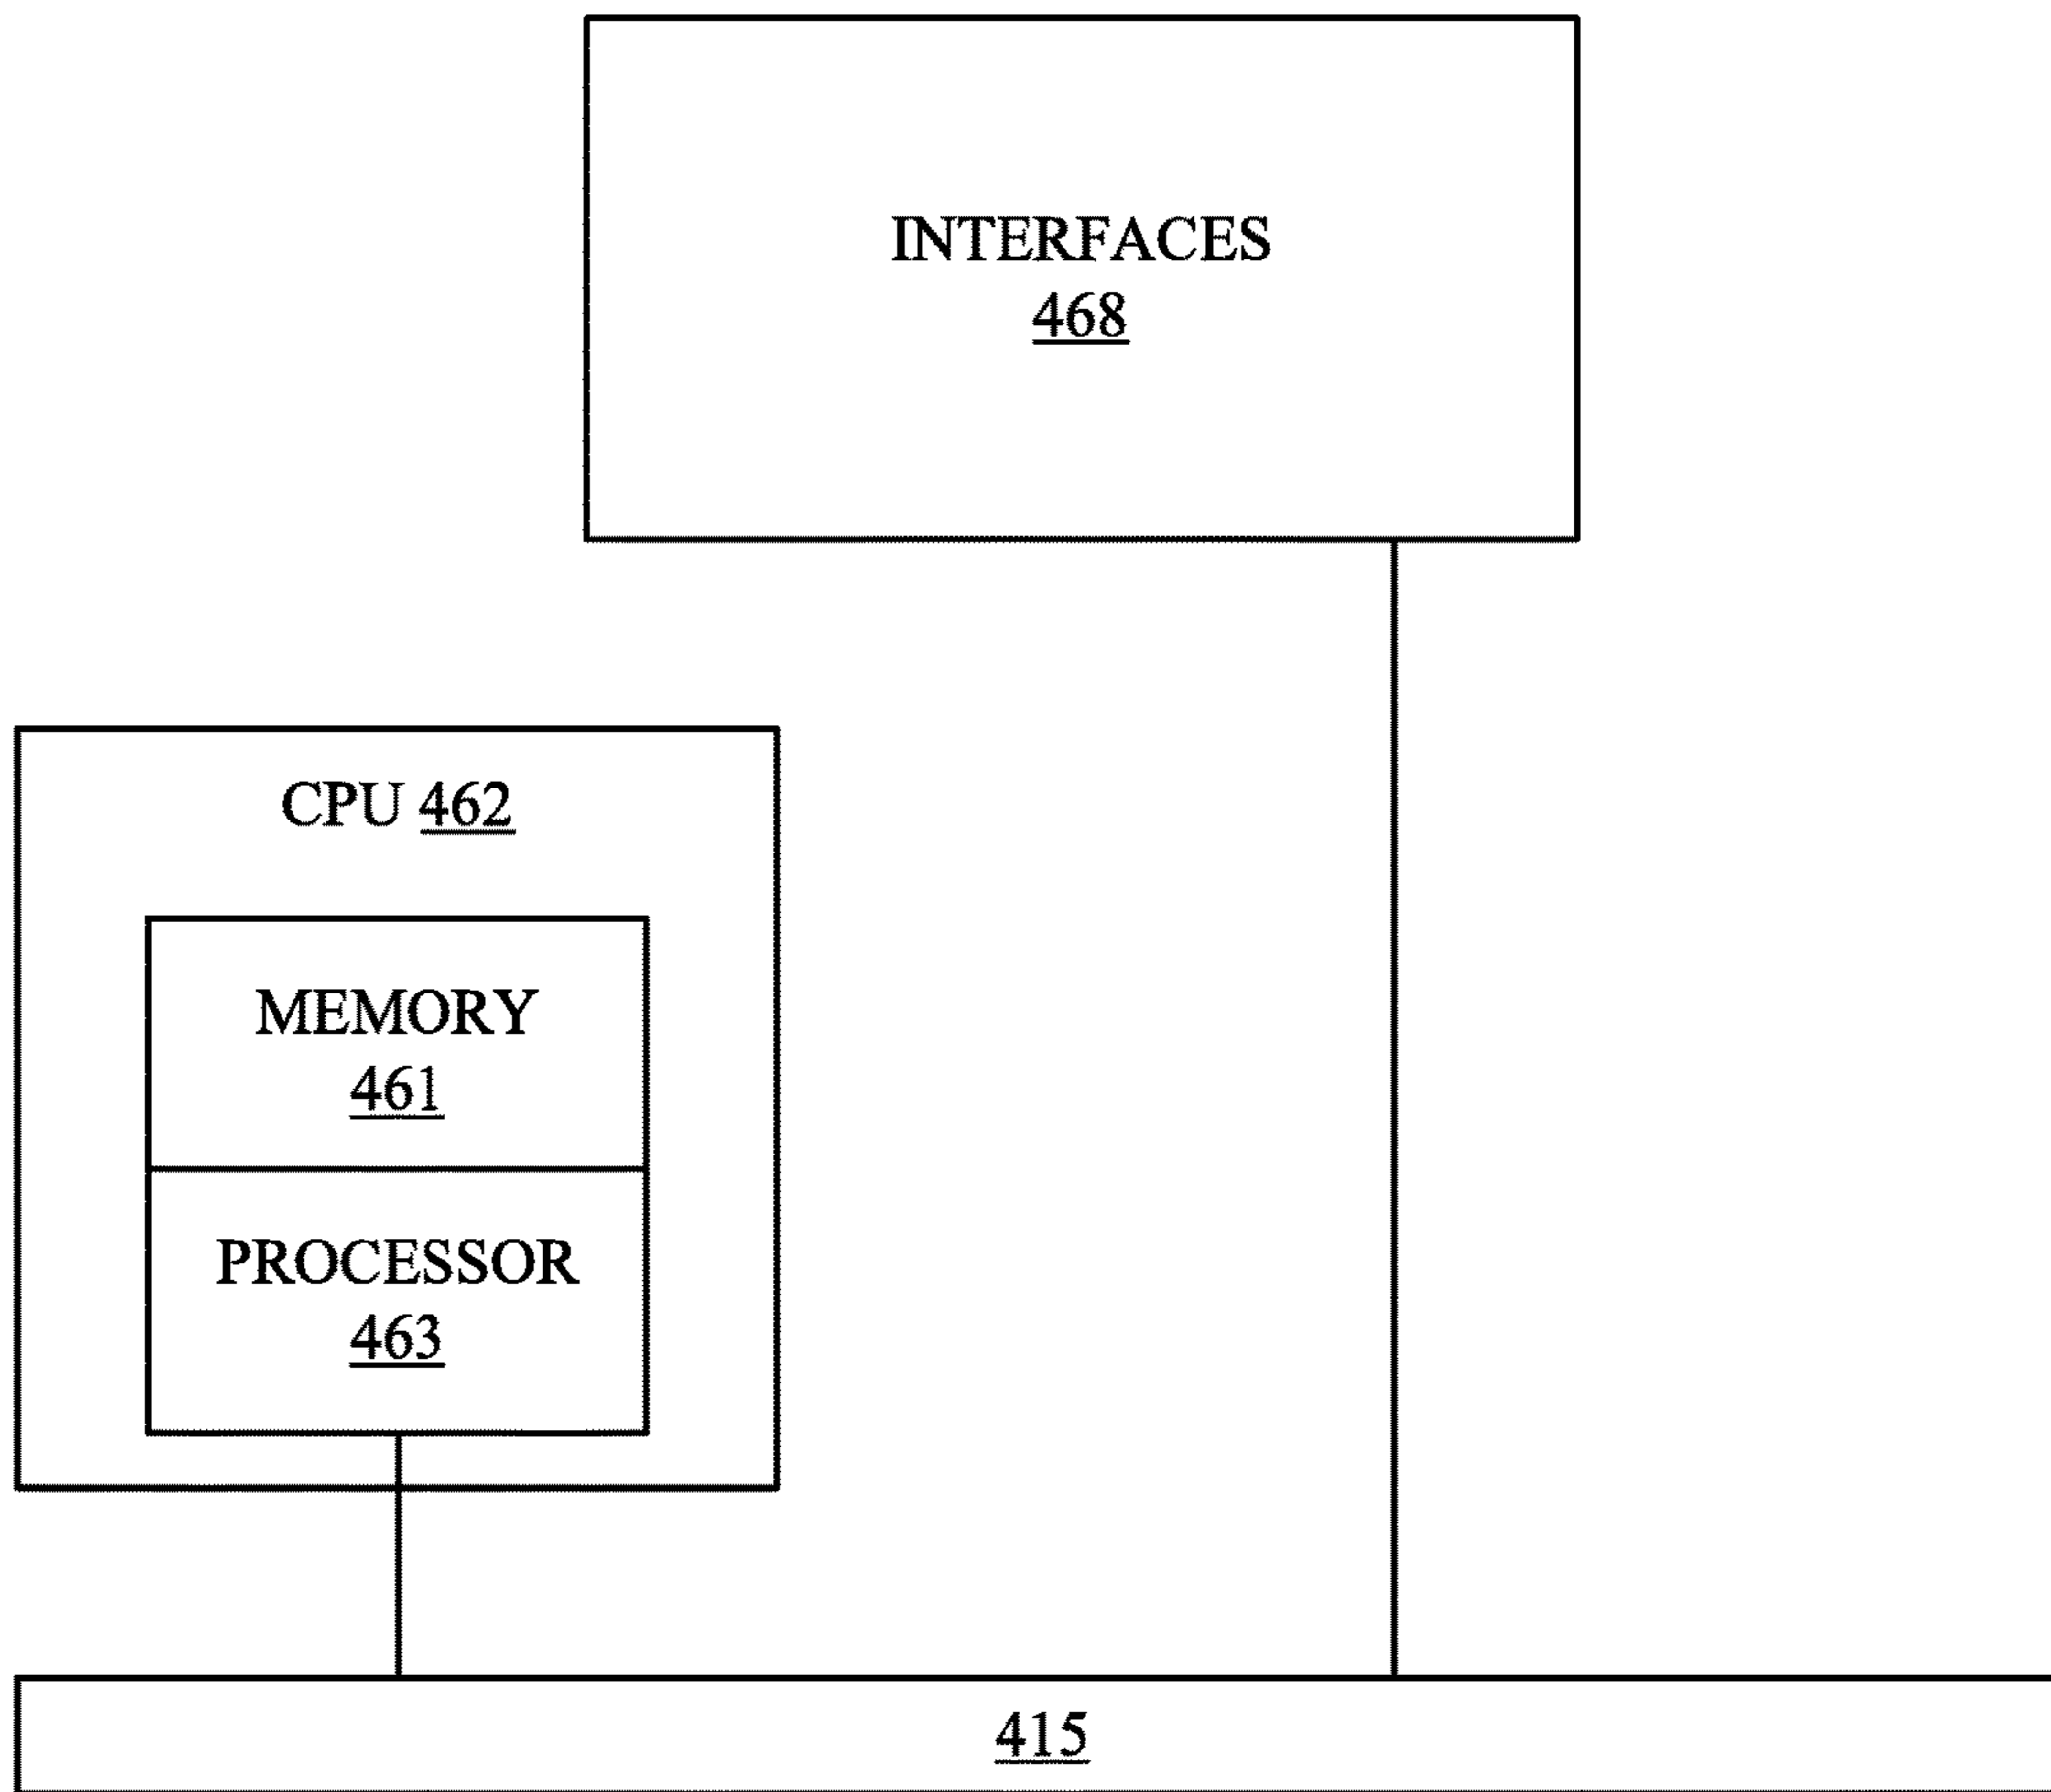 INTERFACES
468
CPU 462
MEMORY
461
PROCESSOR
463
415